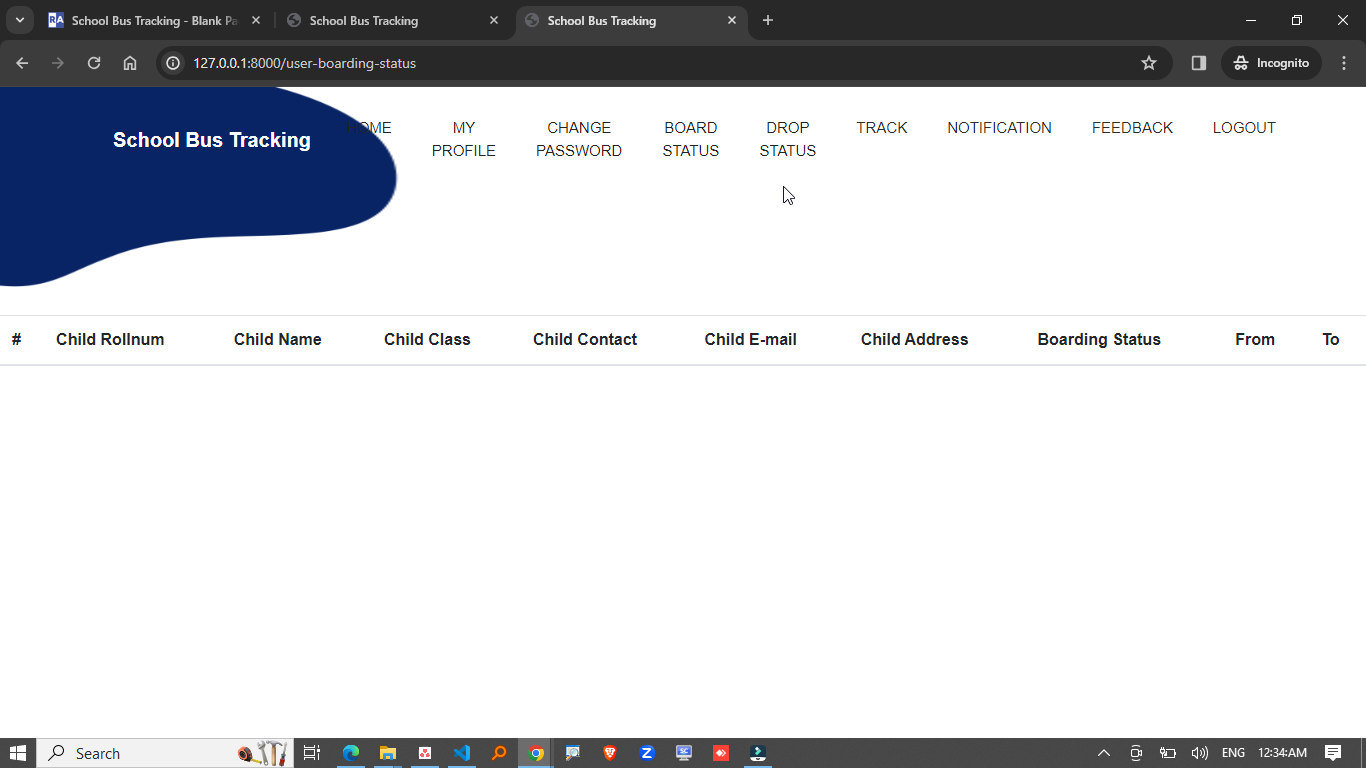 School Bus Tracking - Blank Pa
School Bus Tracking
School Bus Tracking
127.0.0.1:8000/user-boarding-status
Incognito
School Bus Tracking
HOME
MY
PROFILE
CHANGE
PASSWORD
BOARD
STATUS
DROP
STATUS
TRACK
NOTIFICATION
FEEDBACK
LOGOUT
# Child Rollnum Child Name Child Class Child Contact Child E-mail Child Address Boarding Status From To
Search
ENG
12:34 AM